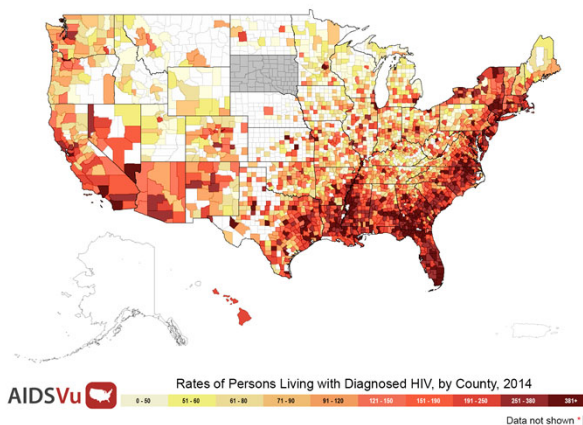 AIDSVu
Rates of Persons Living with Diagnosed HIV, by County, 2014
0 - 50 51 - 60 61 - 80 71 - 90 91 - 120 121 - 150 151 - 190 191 - 250 251 - 380 381+
Data not shown *